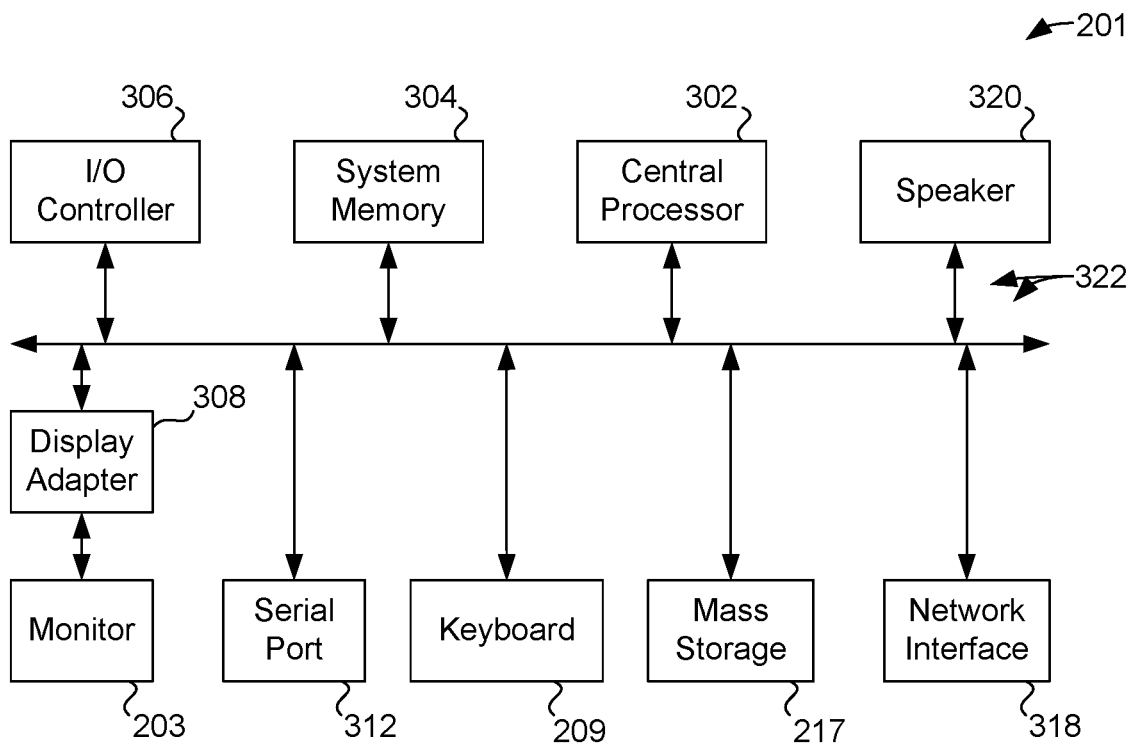 201
306
304
302
320
I/O
Controller
System
Memory
Central
Processor
Speaker
322
308
Display
Adapter
Monitor
Serial
Port
Keyboard
Mass
Storage
Network
Interface
203
312
209
217
318